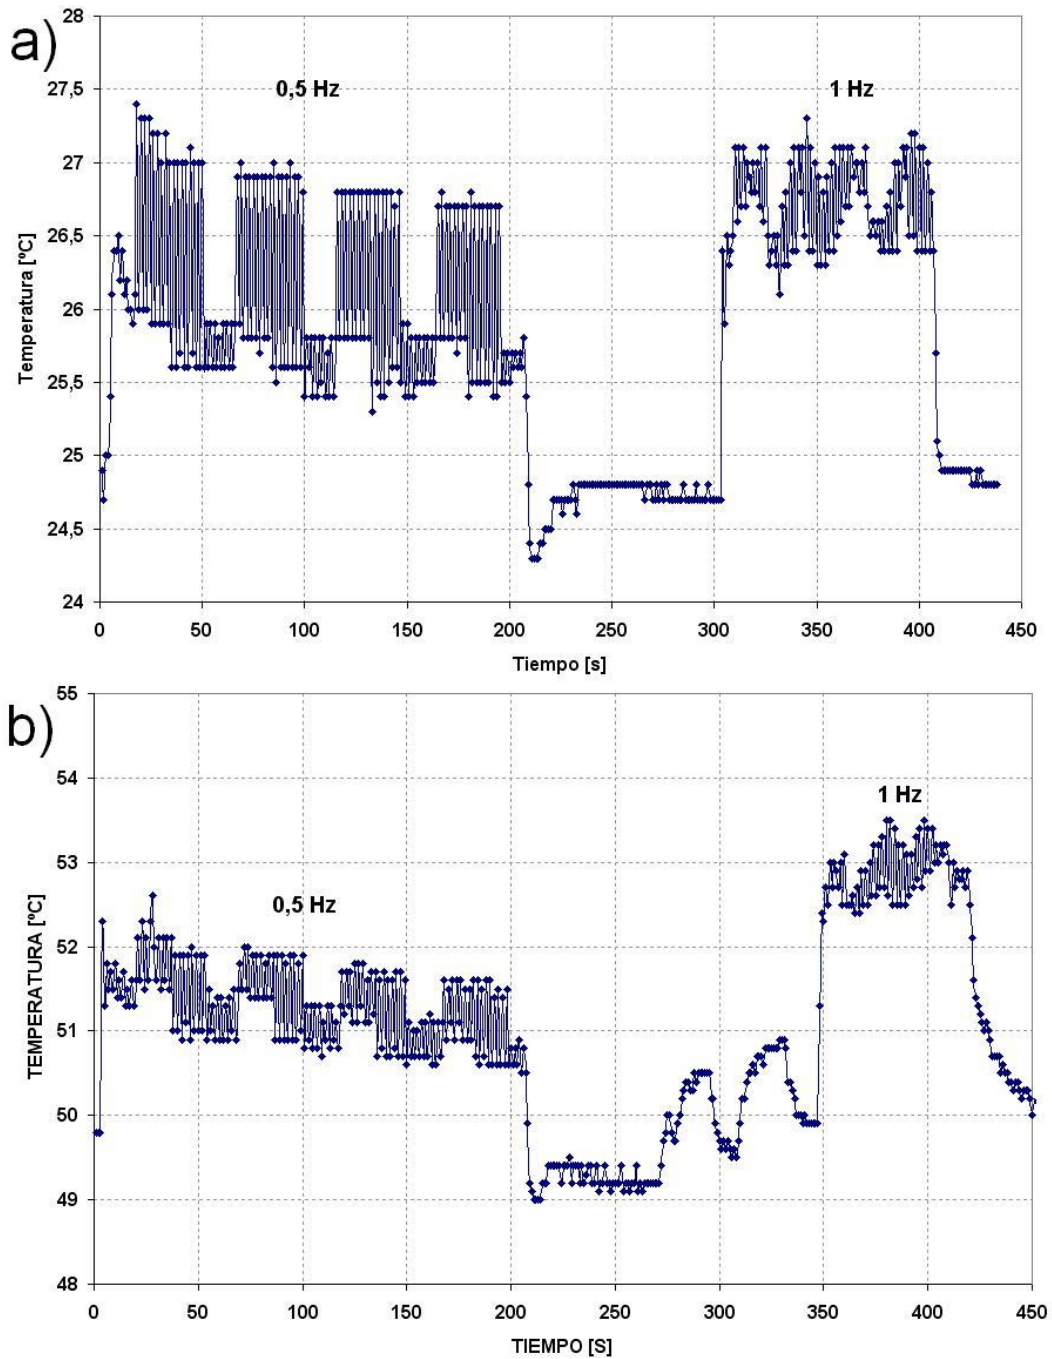 a)
28
27,5
27
26,5
26
25,5
25
24,5
24
Temperatura [ºC]
0,5 Hz
1 Hz
0 50 100 150 200 250 300 350 400 450
Tiempo [s]
b)
55
54
53
52
51
50
49
48
TEMPERATURA [ºC]
0,5 Hz
1 Hz
0 50 100 150 200 250 300 350 400 450
TIEMPO [S]